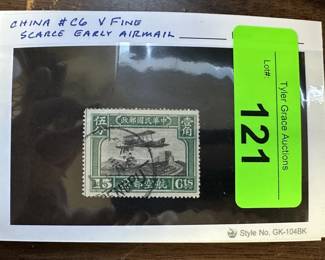 CHINA #C6 V FINE
SCARCE EARLY AIRMAIL
中華民國郵政
壹角
伍分
15
航空郵票
Cts
Lot#:
121
Tyler Grace Auctions
Style No. GK-104BK